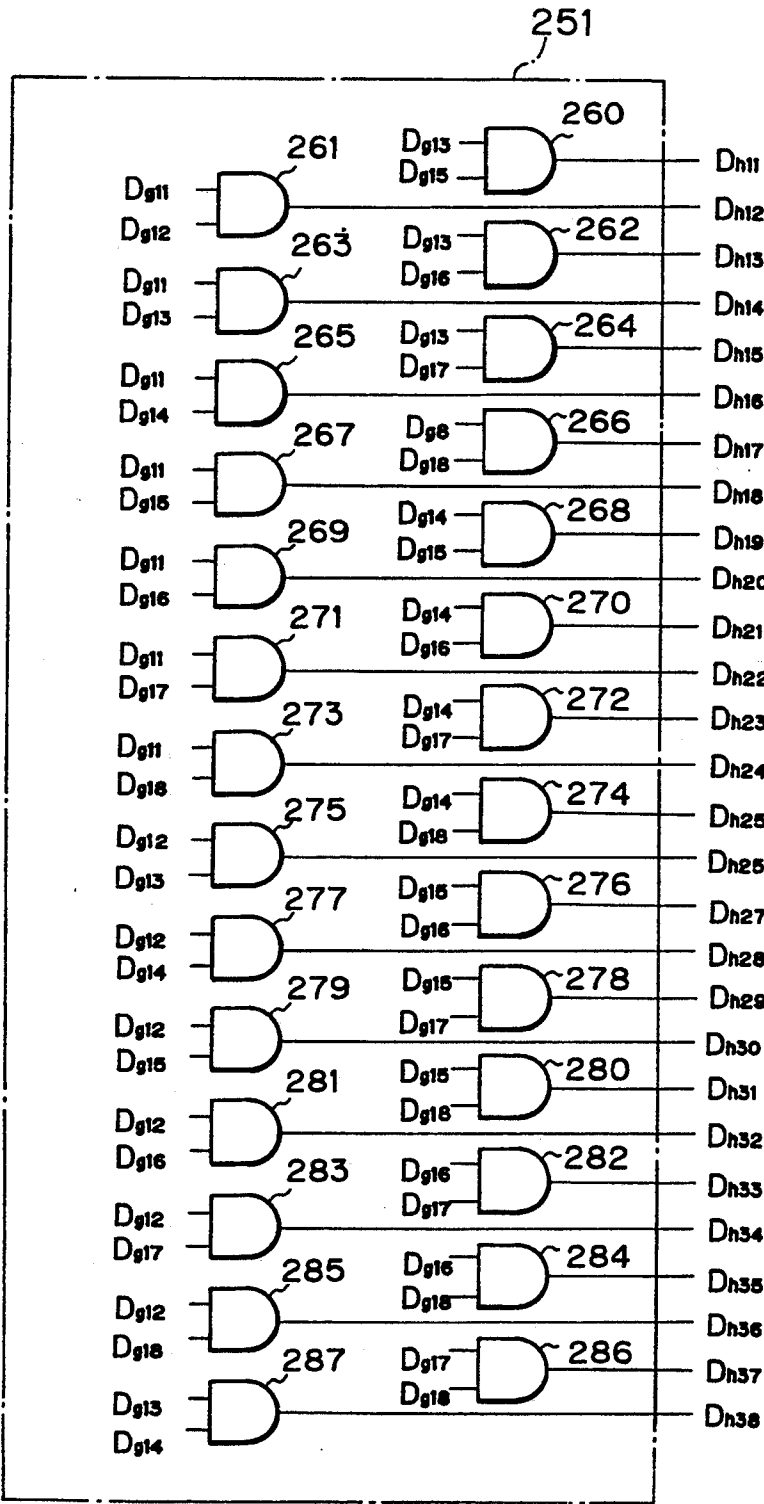 251
260
Dg13
Dg15
Dh11
261
Dg11
Dg12
Dh12
262
Dg13
Dg16
Dh13
263
Dg11
Dg13
Dh14
264
Dg13
Dg17
Dh15
265
Dg11
Dg14
Dh16
266
Dg8
Dg18
Dh17
267
Dg11
Dg15
Dh18
268
Dg14
Dg15
Dh19
269
Dg11
Dg16
Dh20
270
Dg14
Dg16
Dh21
271
Dg11
Dg17
Dh22
272
Dg14
Dg17
Dh23
273
Dg11
Dg18
Dh24
274
Dg14
Dg18
Dh25
275
Dg12
Dg13
Dh25
276
Dg15
Dg16
Dh27
277
Dg12
Dg14
Dh28
278
Dg15
Dg17
Dh29
279
Dg12
Dg15
Dh30
280
Dg15
Dg18
Dh31
281
Dg12
Dg16
Dh32
282
Dg16
Dg17
Dh33
283
Dg12
Dg17
Dh34
284
Dg16
Dg18
Dh35
285
Dg12
Dg18
Dh36
286
Dg17
Dg18
Dh37
287
Dg13
Dg14
Dh38